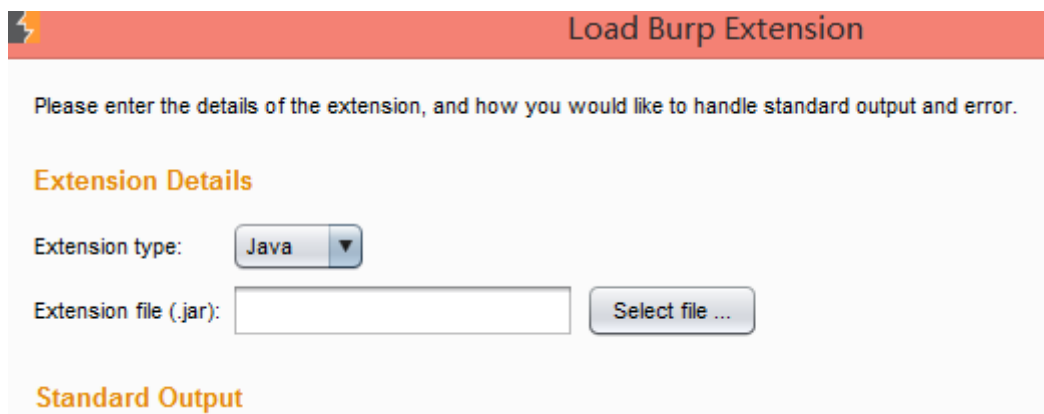 Load Burp Extension
Please enter the details of the extension, and how you would like to handle standard output and error.
Extension Details
Extension type: Java
Extension file (.jar): Select file ...
Standard Output